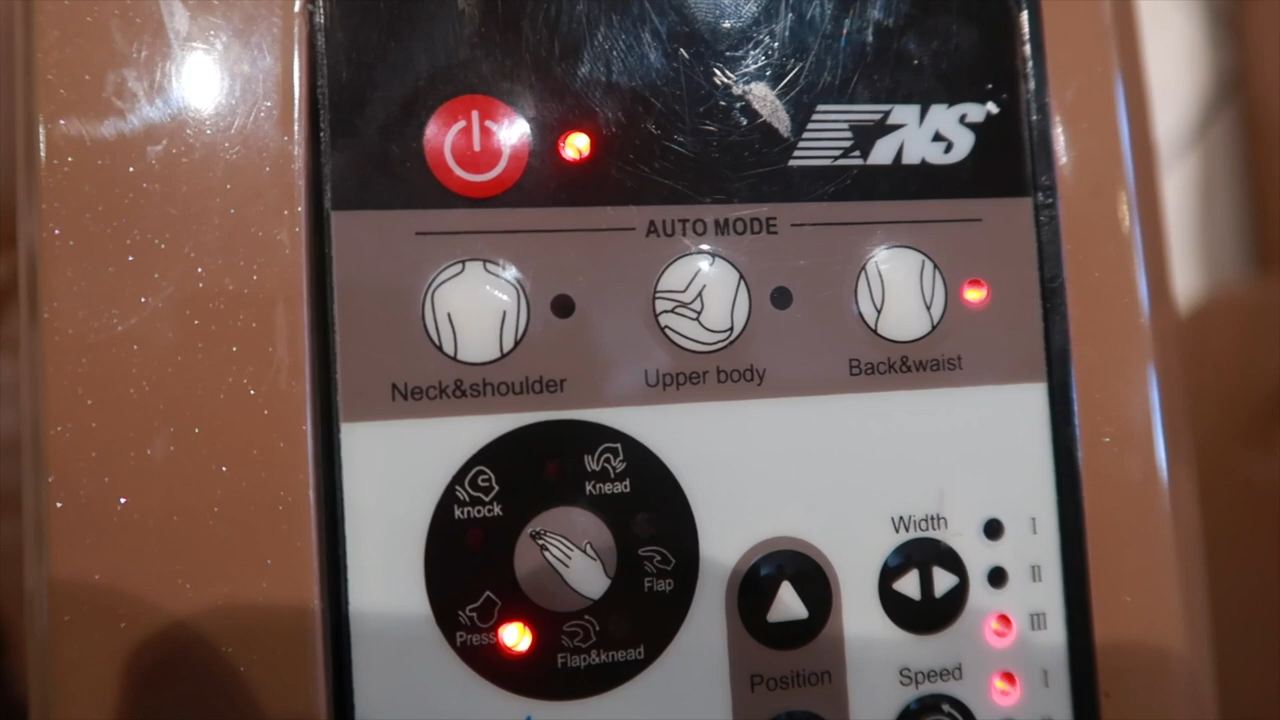 NS
AUTO MODE
Neck&shoulder
Upper body
Back&waist
knock
Knead
Flap
Press
Flap&knead
Width
I
II
III
Position
Speed
I